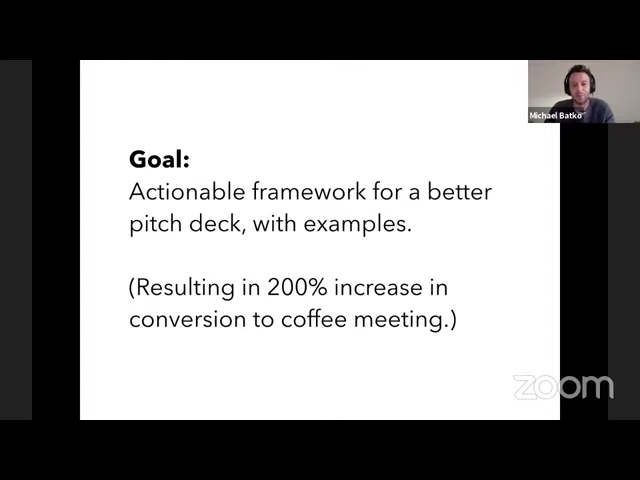 Michael Batko
Goal:
Actionable framework for a better
pitch deck, with examples.
(Resulting in 200% increase in
conversion to coffee meeting.)
zoom